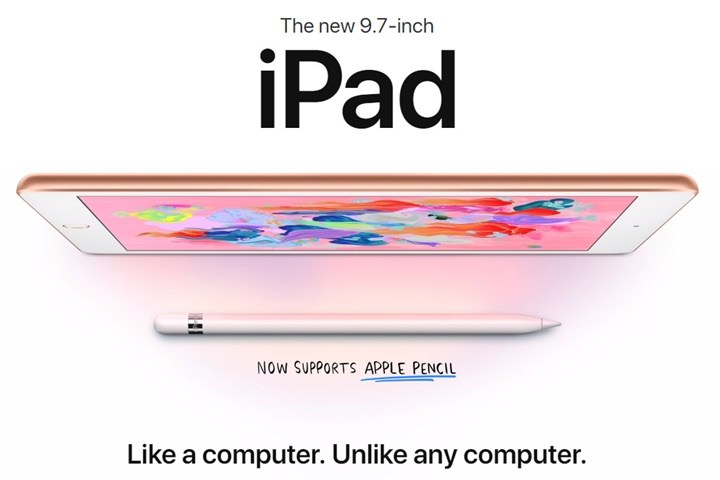 The new 9.7-inch
iPad
NOW SUPPORTS APPLE PENCIL
Like a computer. Unlike any computer.